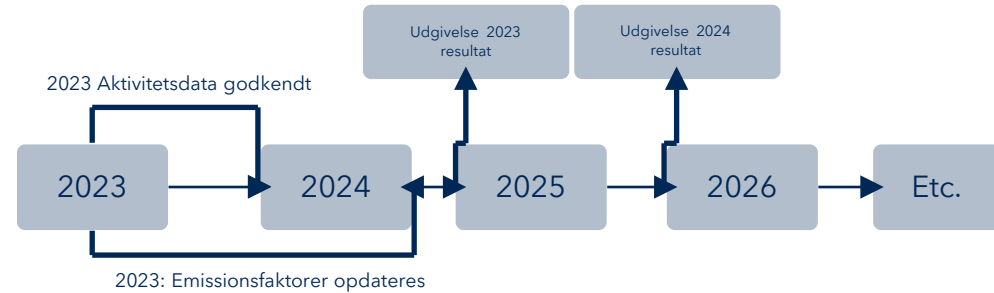 Udgivelse 2023
resultat
Udgivelse 2024
resultat
2023 Aktivitetsdata godkendt
2023
2024
2025
2026
Etc.
2023: Emissionsfaktorer opdateres